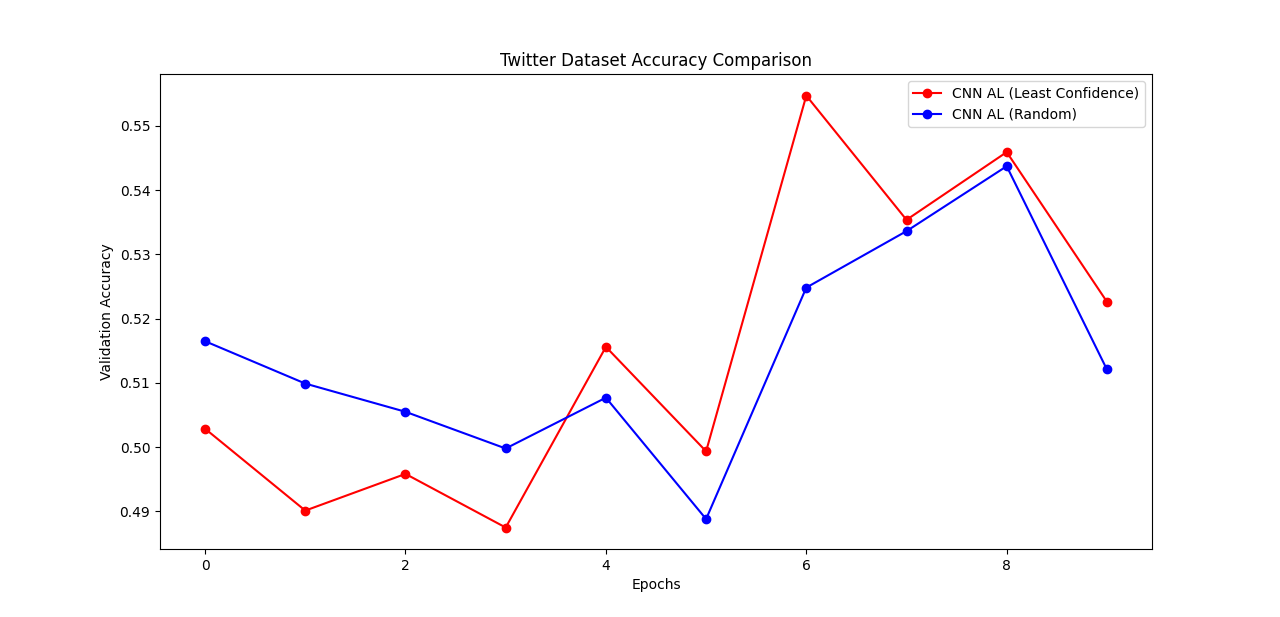 Twitter Dataset Accuracy Comparison
CNN AL (Least Confidence)
CNN AL (Random)
Validation Accuracy
0.55
0.54
0.53
0.52
0.51
0.50
0.49
0 2 4 6 8
Epochs